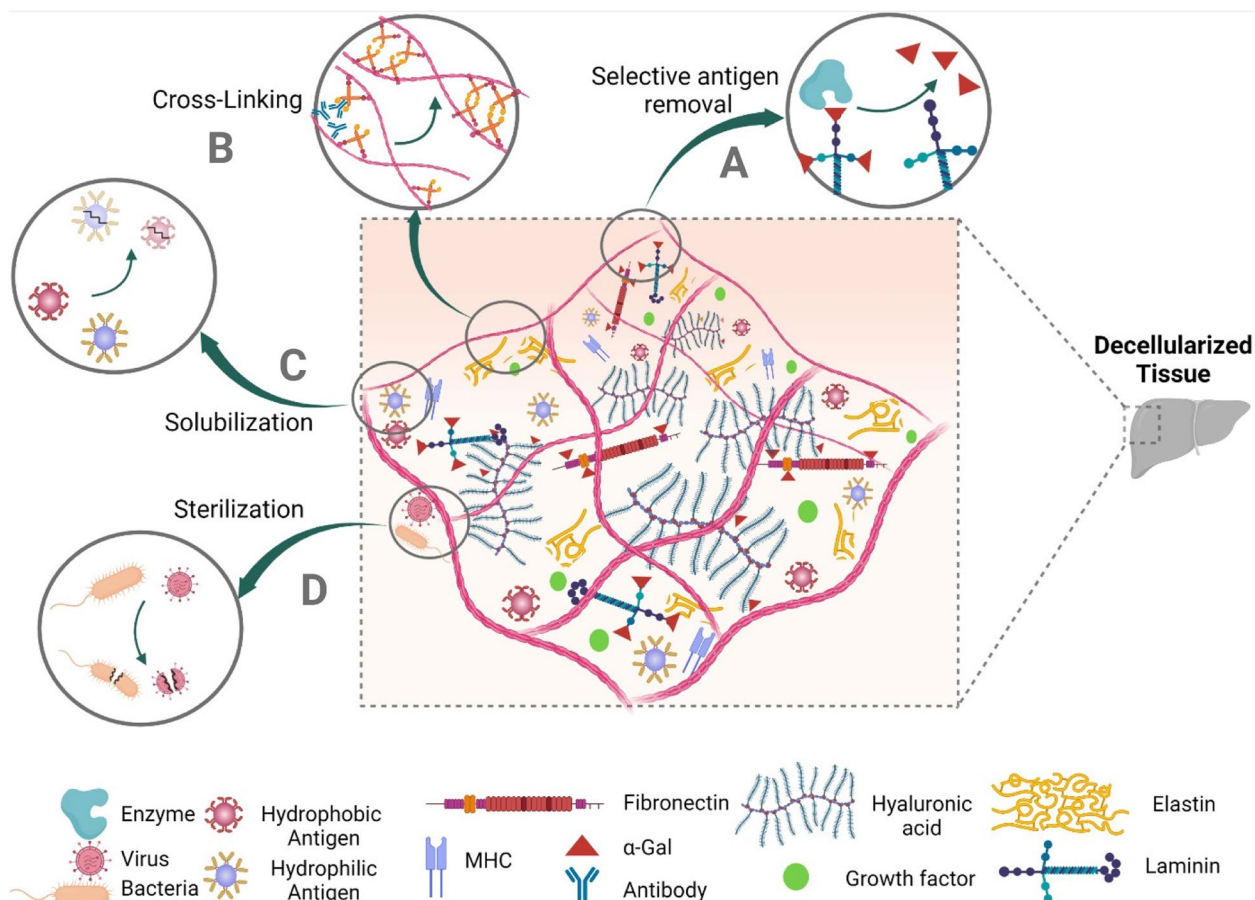 Cross-Linking
B
Selective antigen
removal
A
C
Solubilization
Sterilization
D
Decellularized
Tissue
Enzyme
Virus
Bacteria
Hydrophobic
Antigen
Hydrophilic
Antigen
MHC
Fibronectin
α-Gal
Antibody
Hyaluronic
acid
Growth factor
Elastin
Laminin